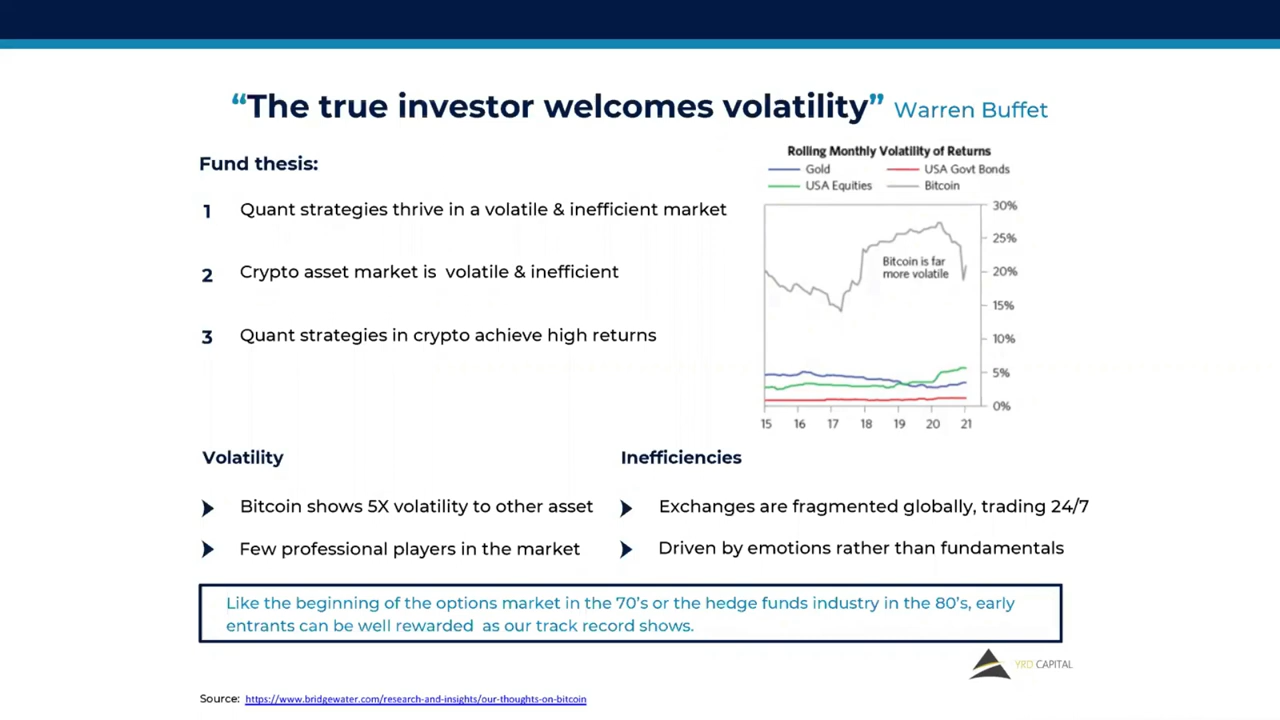 “The true investor welcomes volatility” Warren Buffet
Fund thesis:
1 Quant strategies thrive in a volatile & inefficient market
2 Crypto asset market is volatile & inefficient
3 Quant strategies in crypto achieve high returns
Rolling Monthly Volatility of Returns
Gold USA Govt Bonds
USA Equities Bitcoin
30%
25%
Bitcoin is far
more volatile
20%
15%
10%
5%
0%
15 16 17 18 19 20 21
Volatility
Bitcoin shows 5X volatility to other asset
Few professional players in the market
Inefficiencies
Exchanges are fragmented globally, trading 24/7
Driven by emotions rather than fundamentals
Like the beginning of the options market in the 70’s or the hedge funds industry in the 80’s, early
entrants can be well rewarded as our track record shows.
YRD CAPITAL
Source: https://www.bridgewater.com/research-and-insights/our-thoughts-on-bitcoin